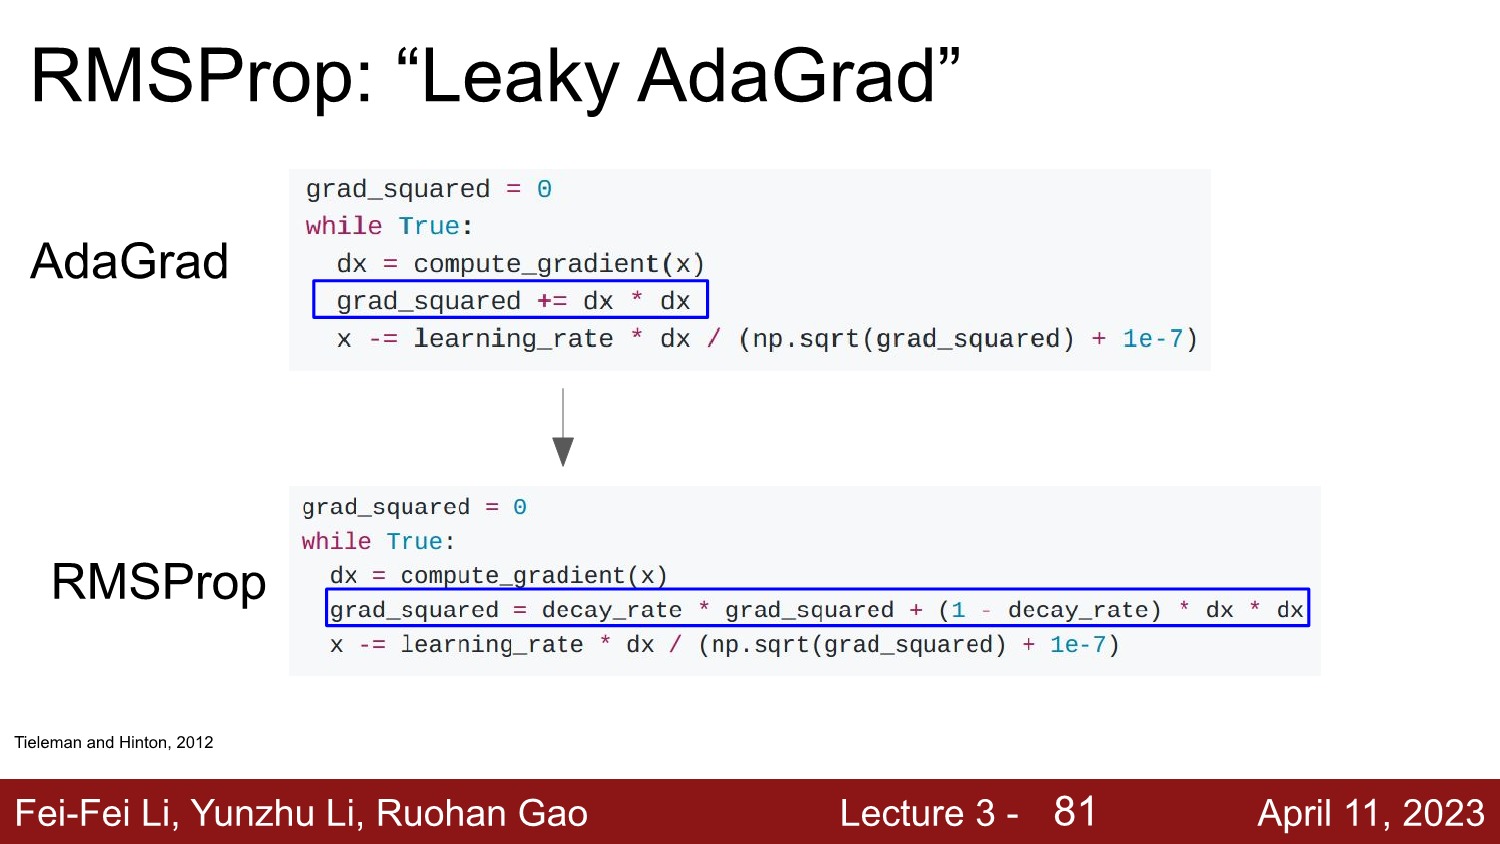 RMSProp: “Leaky AdaGrad”
AdaGrad
grad_squared = 0
while True:
  dx = compute_gradient(x)
  grad_squared += dx * dx
  x -= learning_rate * dx / (np.sqrt(grad_squared) + 1e-7)
RMSProp
grad_squared = 0
while True:
  dx = compute_gradient(x)
  grad_squared = decay_rate * grad_squared + (1 - decay_rate) * dx * dx
  x -= learning_rate * dx / (np.sqrt(grad_squared) + 1e-7)
Tieleman and Hinton, 2012
Fei-Fei Li, Yunzhu Li, Ruohan Gao Lecture 3 - 81 April 11, 2023